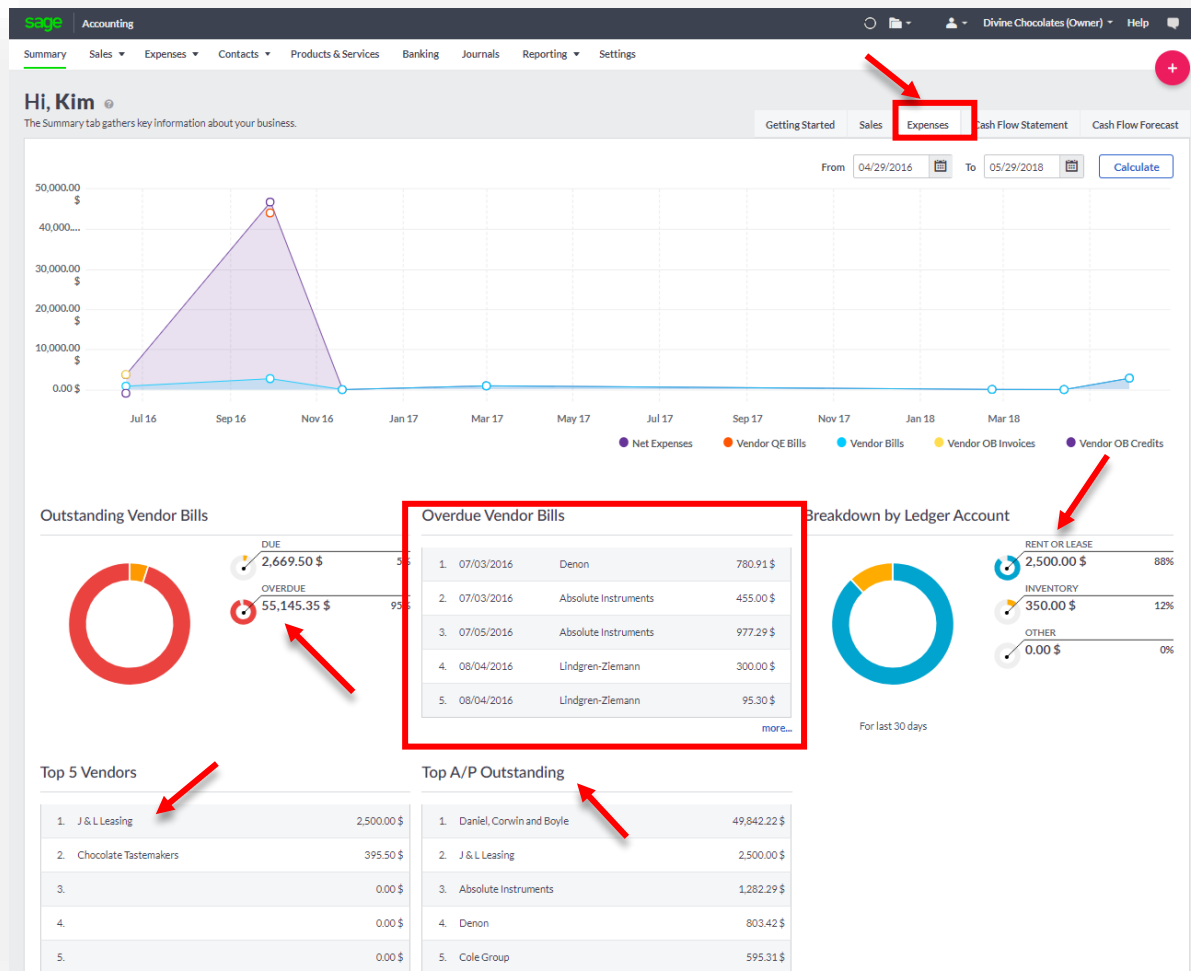 sage Accounting Divine Chocolates (Owner) Help
Summary Sales Expenses Contacts Products & Services Banking Journals Reporting Settings
+
Hi, Kim
The Summary tab gathers key information about your business.
Getting Started Sales Expenses Cash Flow Statement Cash Flow Forecast
From 04/29/2016 To 05/29/2018 Calculate
50,000.00
$
40,000....
30,000.00
$
20,000.00
$
10,000.00
$
0.00 $
Jul 16 Sep 16 Nov 16 Jan 17 Mar 17 May 17 Jul 17 Sep 17 Nov 17 Jan 18 Mar 18
Net Expenses Vendor QE Bills Vendor Bills Vendor OB Invoices Vendor OB Credits
Outstanding Vendor Bills
DUE
2,669.50 $ 5%
OVERDUE
55,145.35 $ 95%
Overdue Vendor Bills
1. 07/03/2016 Denon 780.91 $
2. 07/03/2016 Absolute Instruments 455.00 $
3. 07/05/2016 Absolute Instruments 977.29 $
4. 08/04/2016 Lindgren-Ziemann 300.00 $
5. 08/04/2016 Lindgren-Ziemann 95.30 $
more...
Breakdown by Ledger Account
RENT OR LEASE
2,500.00 $ 88%
INVENTORY
350.00 $ 12%
OTHER
0.00 $ 0%
For last 30 days
Top 5 Vendors
1. J & L Leasing 2,500.00 $
2. Chocolate Tastemakers 395.50 $
3. 0.00 $
4. 0.00 $
5. 0.00 $
Top A/P Outstanding
1. Daniel, Corwin and Boyle 49,842.22 $
2. J & L Leasing 2,500.00 $
3. Absolute Instruments 1,282.29 $
4. Denon 803.42 $
5. Cole Group 595.31 $